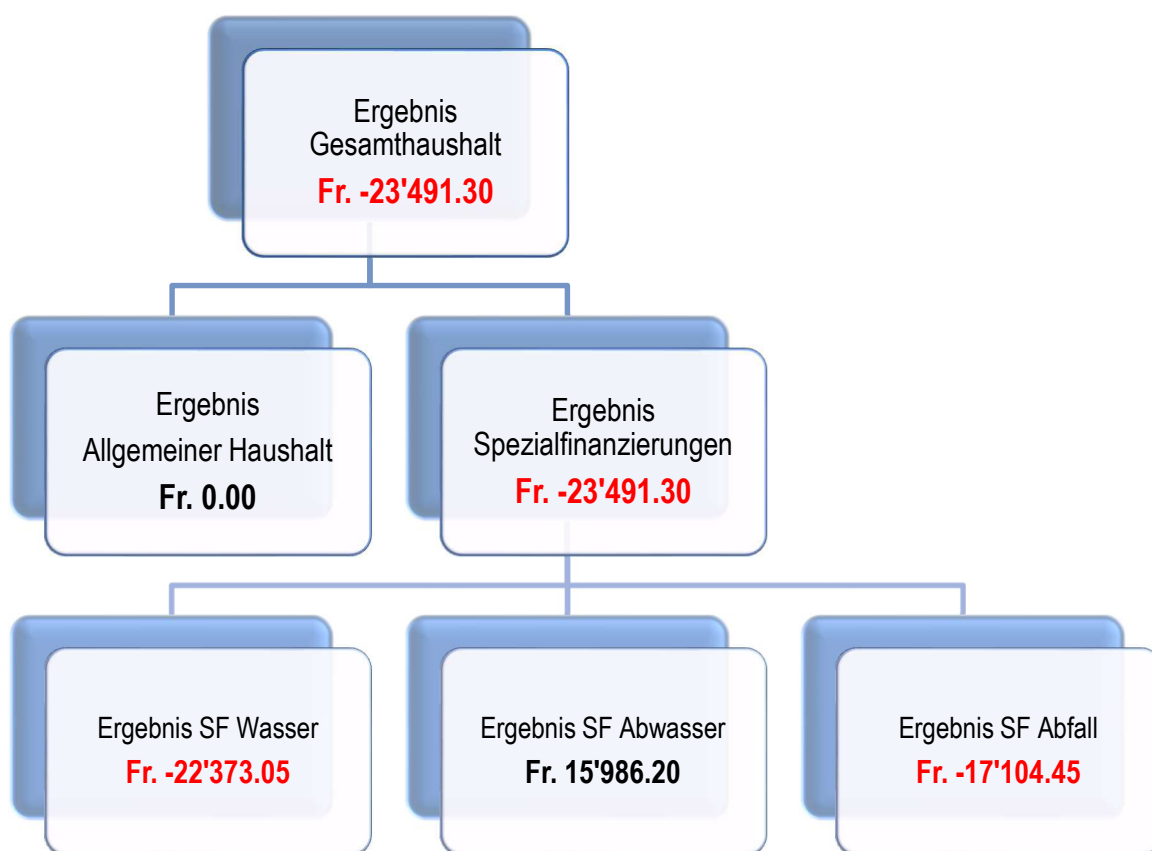 Ergebnis
Gesamthaushalt
Fr. -23'491.30
Ergebnis
Allgemeiner Haushalt
Fr. 0.00
Ergebnis
Spezialfinanzierungen
Fr. -23'491.30
Ergebnis SF Wasser
Fr. -22'373.05
Ergebnis SF Abwasser
Fr. 15'986.20
Ergebnis SF Abfall
Fr. -17'104.45